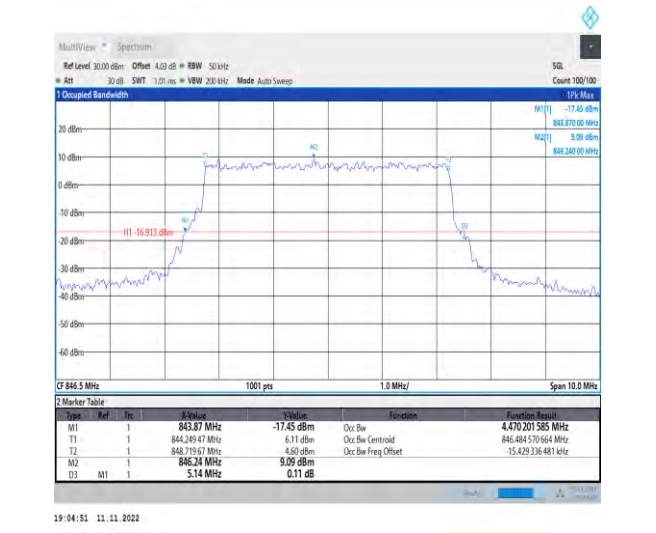 MultiView Spectrum
Ref Level 30.00 dBm Offset 4.03 dB RBW 50 kHz SGL
Att 30 dB SWT 1.01 ms VBW 200 kHz Mode Auto Sweep Count 100/100
1 Occupied Bandwidth 1Pk Max
M1[1] -17.45 dBm
843.870 00 MHz
M2[1] 9.09 dBm
846.240 00 MHz
20 dBm
M2
10 dBm
T1
T2
0 dBm
-10 dBm
M1
D3
H1 -16.913 dBm
-20 dBm
-30 dBm
-40 dBm
-50 dBm
-60 dBm
CF 846.5 MHz 1001 pts 1.0 MHz/ Span 10.0 MHz
2 Marker Table
Type Ref Trc X-Value Y-Value Function Function Result
M1 1 843.87 MHz -17.45 dBm Occ Bw 4.470 201 585 MHz
T1 1 844.249 47 MHz 6.11 dBm Occ Bw Centroid 846.484 570 664 MHz
T2 1 848.719 67 MHz 4.60 dBm Occ Bw Freq Offset -15.429 336 481 kHz
M2 1 846.24 MHz 9.09 dBm
D3 M1 1 5.14 MHz 0.11 dB
19:04:51 11.11.2022